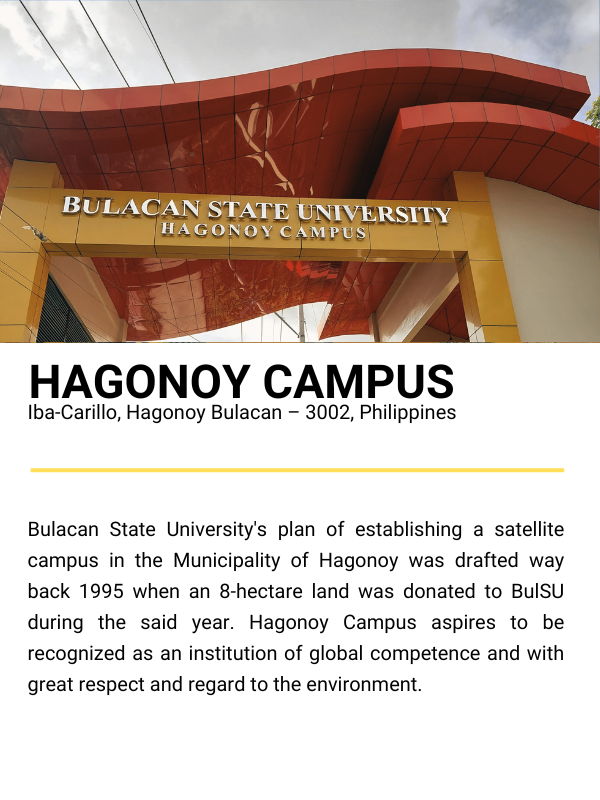 BULACAN STATE UNIVERSITY
HAGONOY CAMPUS
HAGONOY CAMPUS
Iba-Carillo, Hagonoy Bulacan – 3002, Philippines
Bulacan State University's plan of establishing a satellite
campus in the Municipality of Hagonoy was drafted way
back 1995 when an 8-hectare land was donated to BulSU
during the said year. Hagonoy Campus aspires to be
recognized as an institution of global competence and with
great respect and regard to the environment.